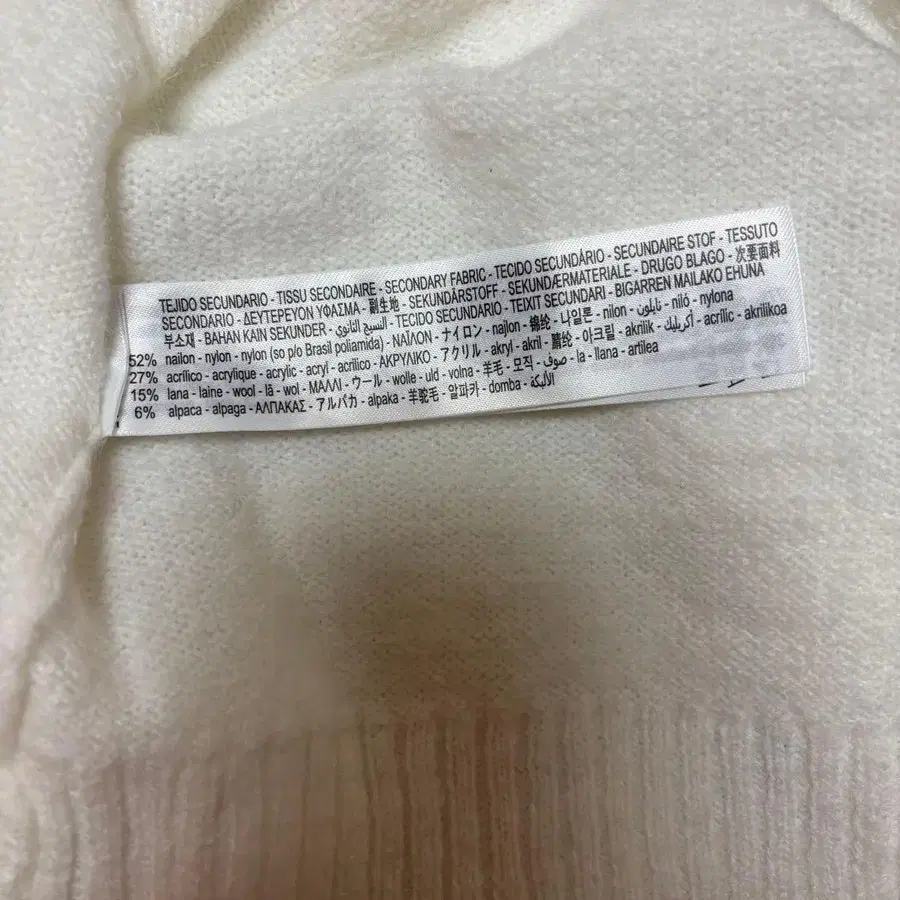 TEJIDO SECUNDARIO - TISSU SECONDAIRE - SECONDARY FABRIC - TECIDO SECUNDÁRIO - SECUNDAIRE STOF - TESSUTO
SECONDARIO - ΔΕΥΤΕΡΕΥΟΝ ΥΦΑΣΜΑ - 副生地 - SEKUNDÄRSTOFF - SEKUNDÆRMATERIALE - DRUGO BLAGO - 次要面料
부소재 - BAHAN KAIN SEKUNDER - النسيج الثانوي - TECIDO SECUNDARIO - TEIXIT SECUNDARI - BIGARREN MAILAKO EHUNA
52% nailon - nylon - nylon (so p/o Brasil poliamida) - ΝΑΪΛΟΝ - ナイロン - najlon - 锦纶 - 나일론 - nilon - نايلون - niló - nylona
27% acrílico - acrylique - acrylic - acryl - acrilico - ΑΚΡΥΛΙΚΟ - アクリル - akryl - akril - 腈纶 - 아크릴 - akrilik - أكريليك - acrílic - akrilikoa
15% lana - laine - wool - lã - wol - ΜΑΛΛΙ - ウール - wolle - uld - volna - 羊毛 - 모직 - صوف - la - llana - artilea
6% alpaca - alpaga - ΑΛΠΑΚΑΣ - アルパカ - alpaka - 羊驼毛 - 알파카 - domba - الألبكة